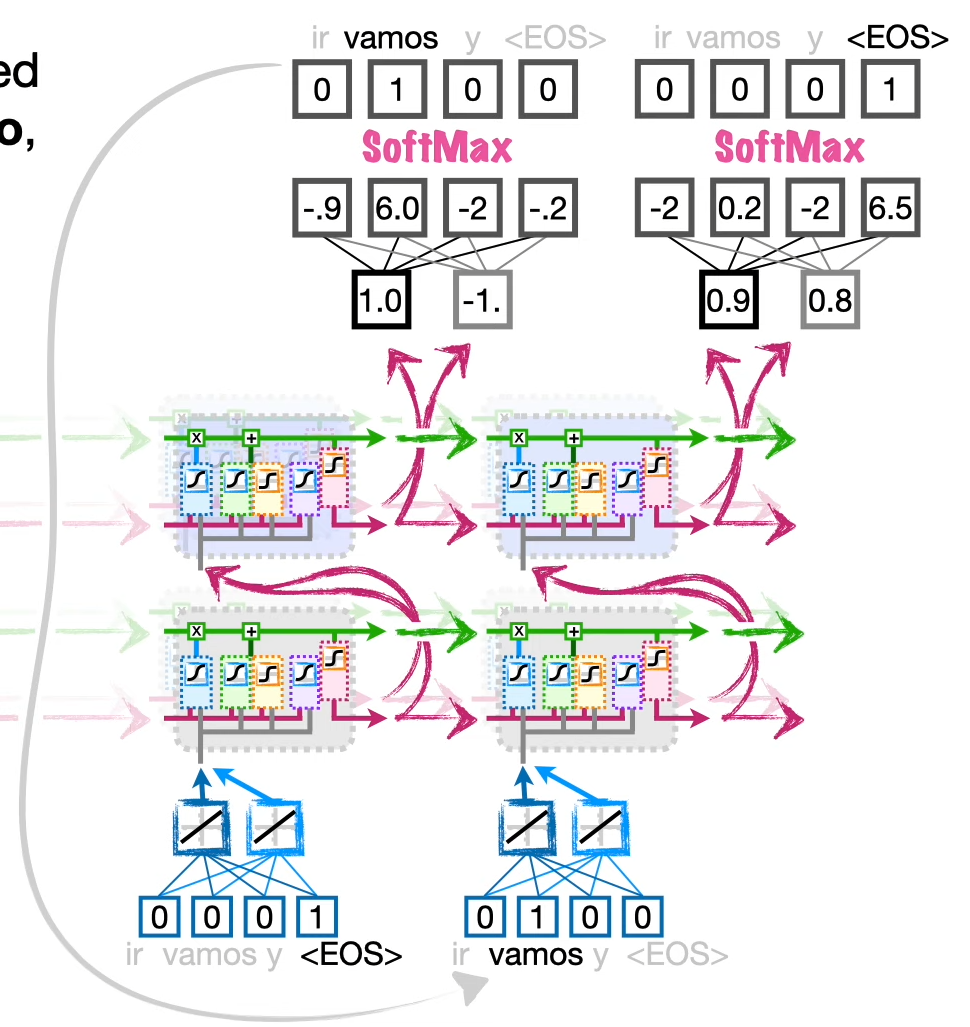 ed
o,
ir vamos y <EOS> ir vamos y <EOS>
0 1 0 0 0 0 0 1
SoftMax SoftMax
-.9 6.0 -2 -.2 -2 0.2 -2 6.5
1.0 -1. 0.9 0.8
x + x +
x + x +
0 0 0 1 0 1 0 0
ir vamos y <EOS> ir vamos y <EOS>